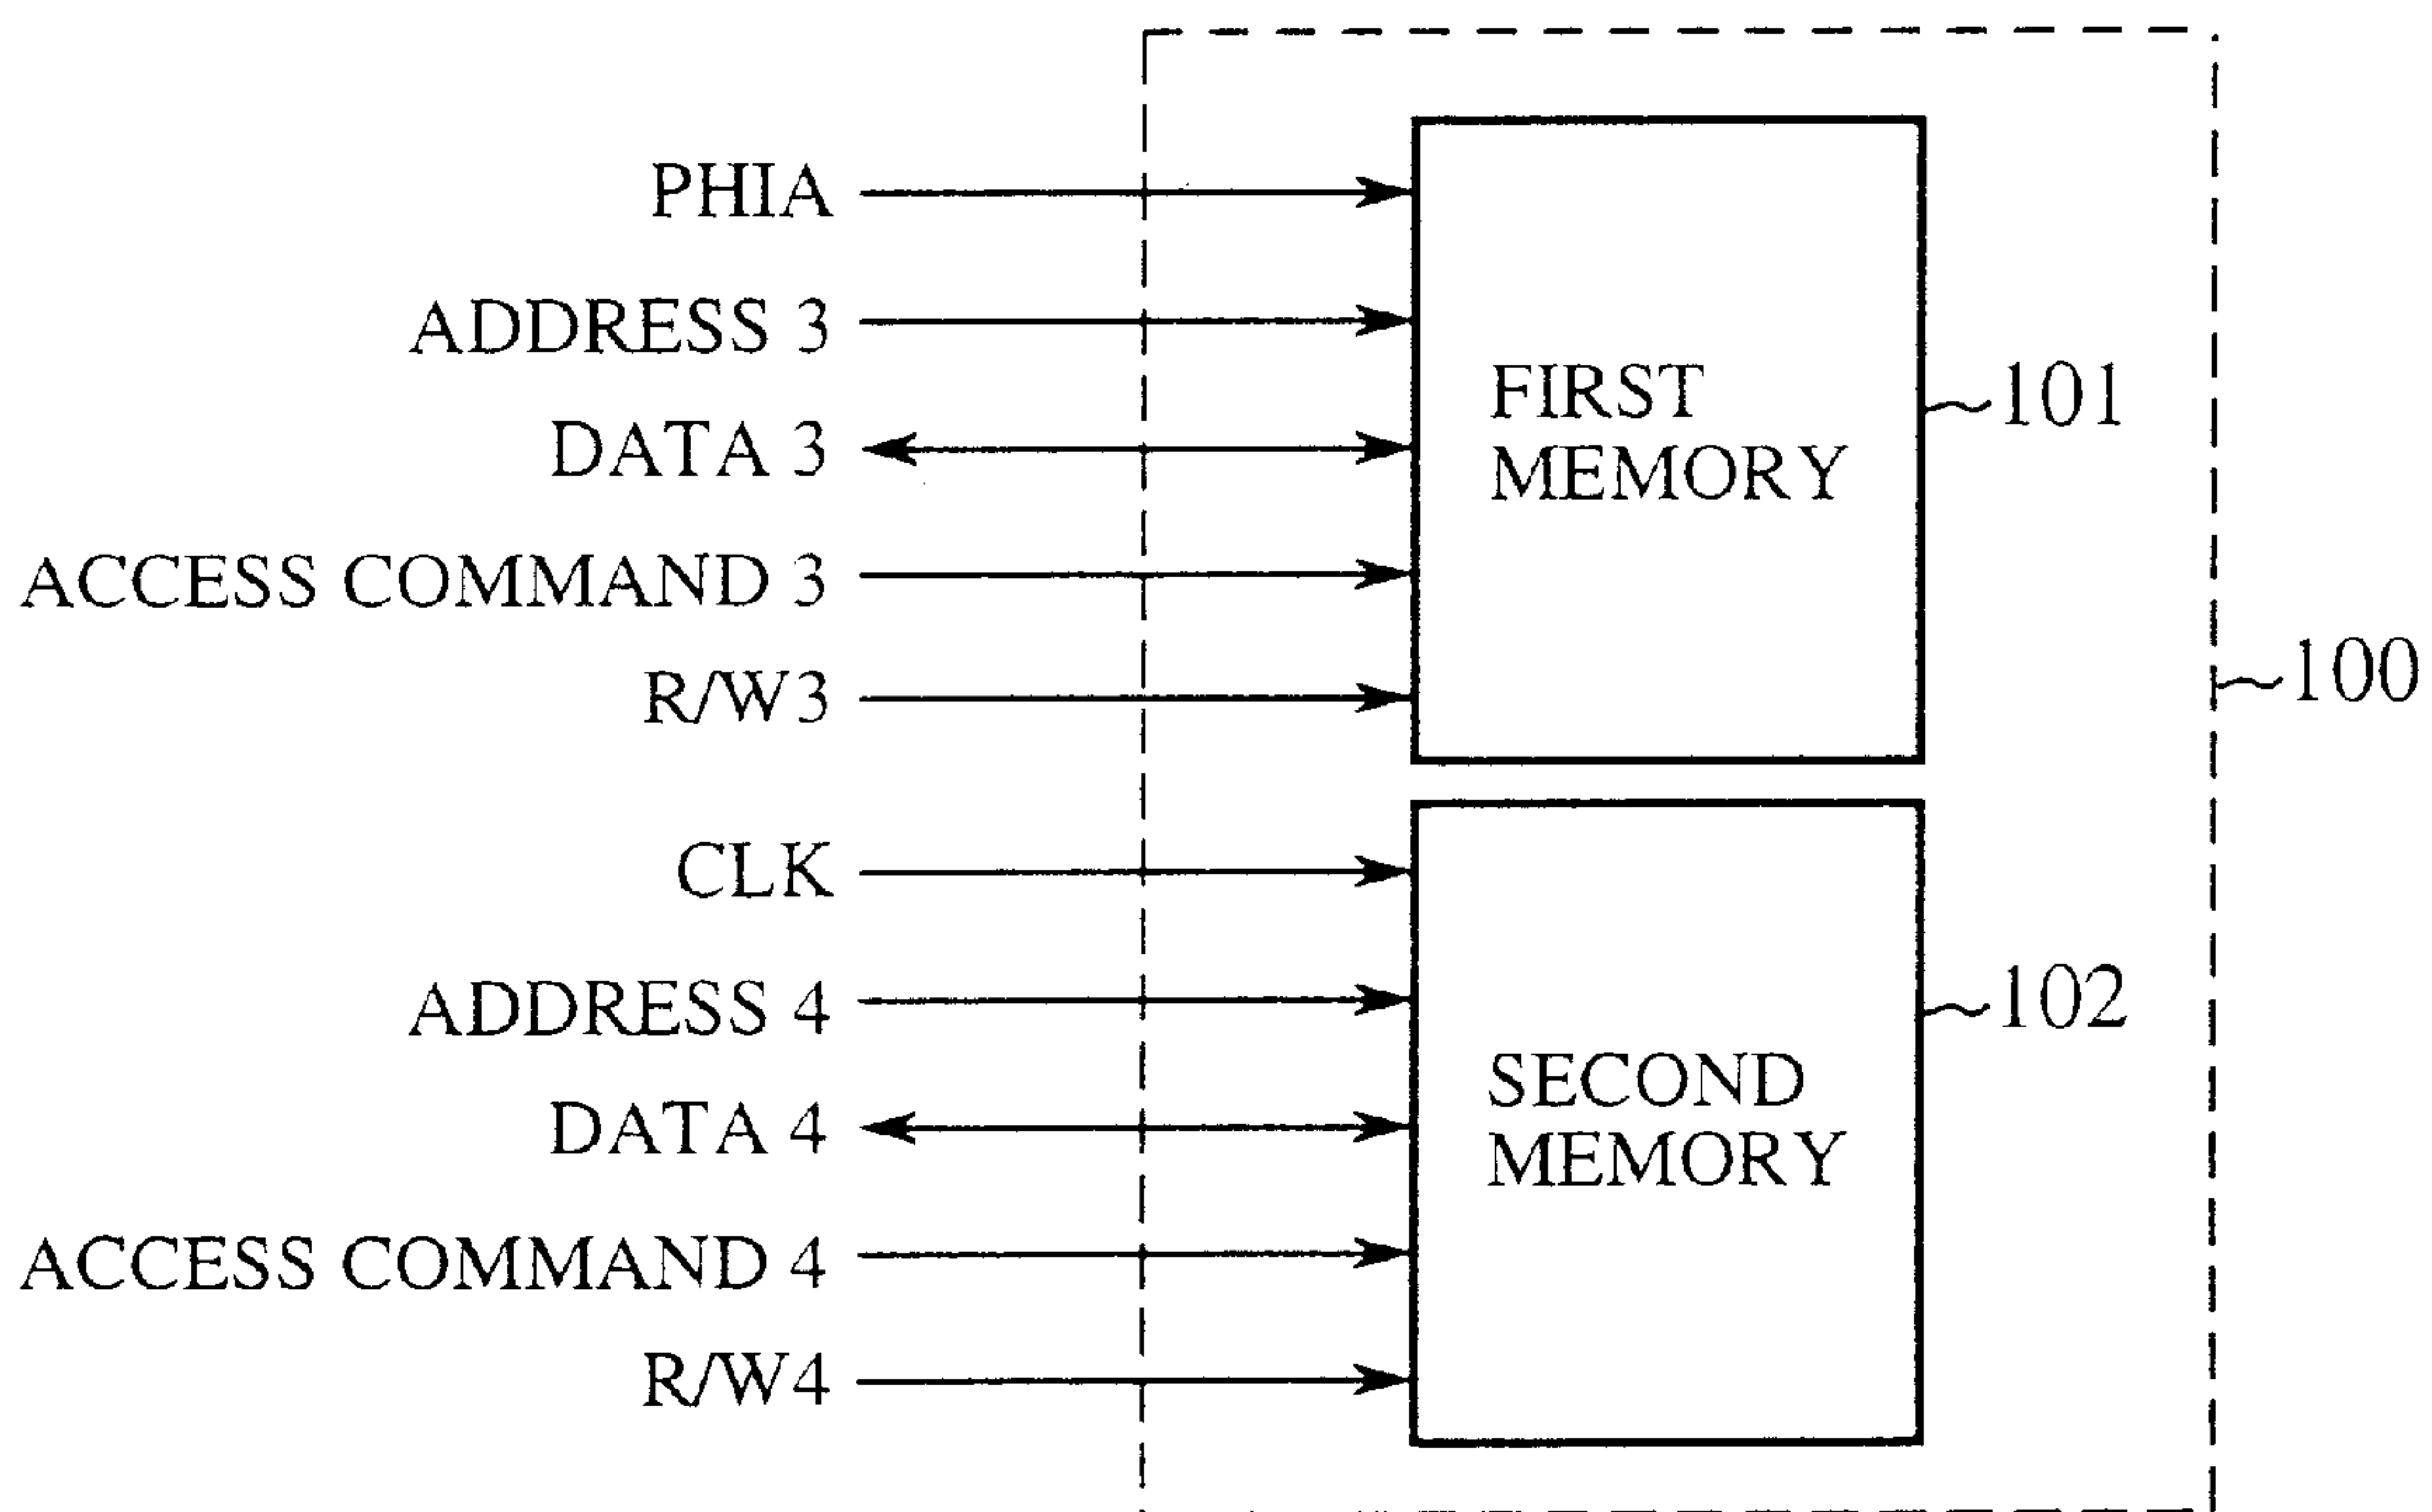 PHIA
ADDRESS 3
DATA 3
ACCESS COMMAND 3
R/W3
FIRST
MEMORY
101
100
CLK
ADDRESS 4
DATA 4
ACCESS COMMAND 4
R/W4
SECOND
MEMORY
102